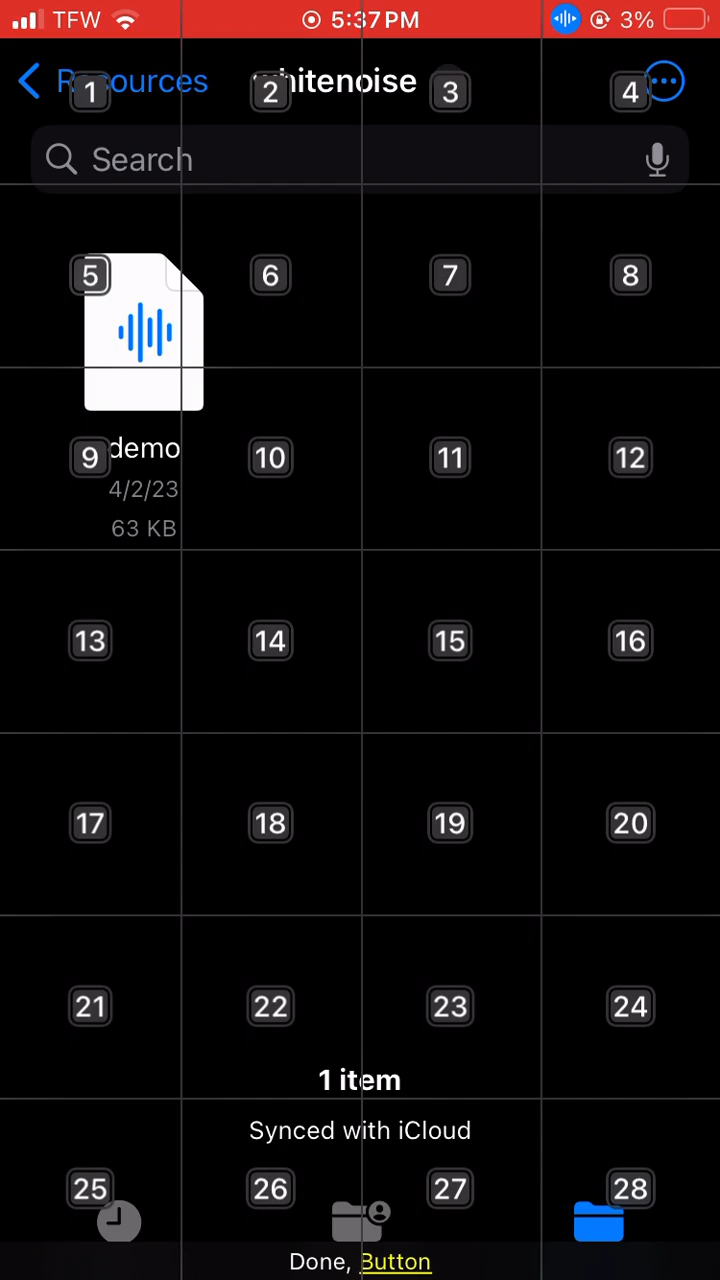 TFW 5:37 PM 3%
Resources whitenoise
1 2 3 4
Search
5 6 7 8
demo
9 10 11 12
4/2/23
63 KB
13 14 15 16
17 18 19 20
21 22 23 24
1 item
Synced with iCloud
25 26 27 28
Done, Button